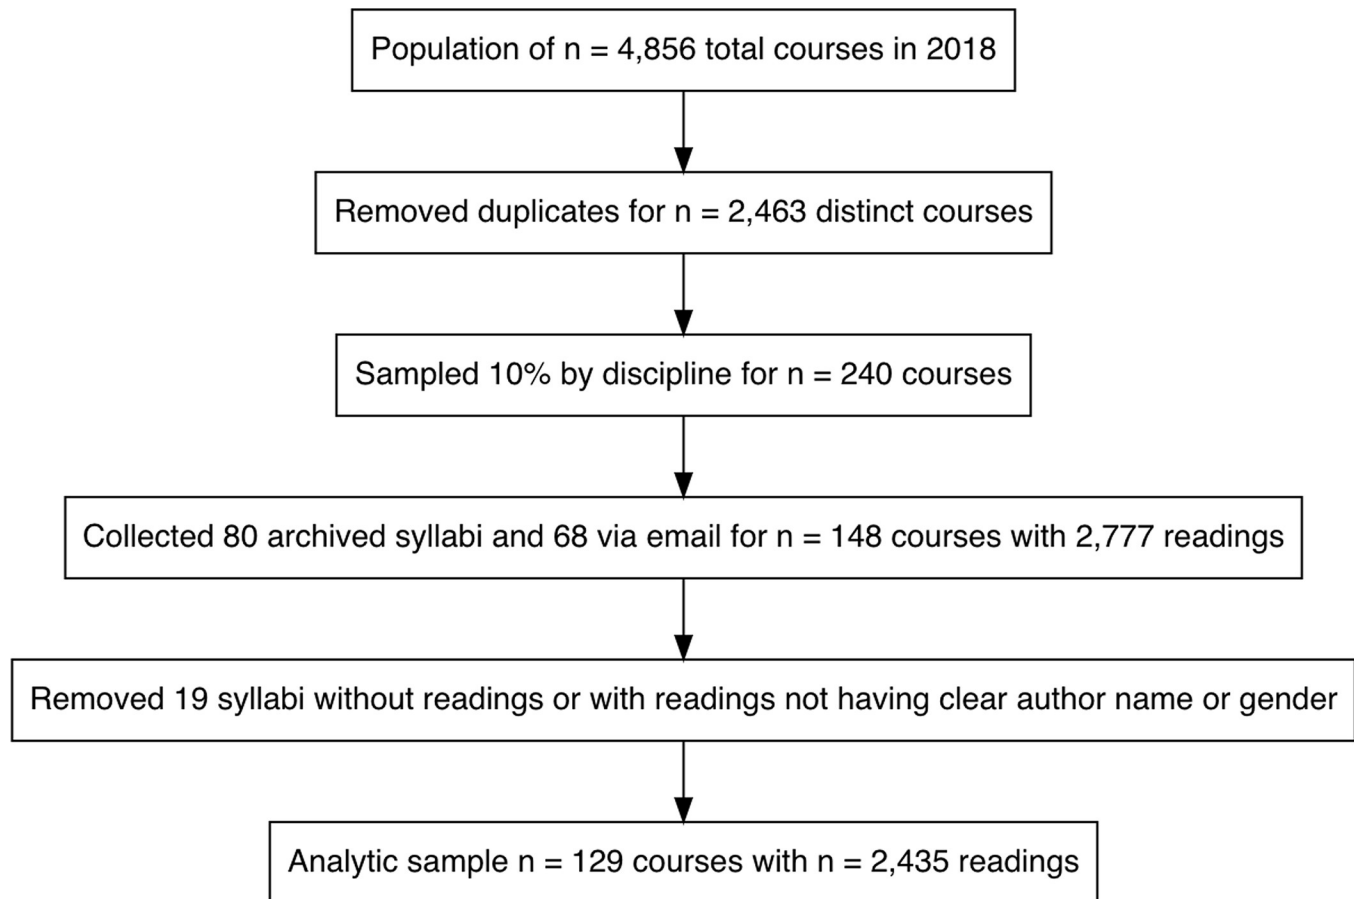 Population of n = 4,856 total courses in 2018
Removed duplicates for n = 2,463 distinct courses
Sampled 10% by discipline for n = 240 courses
Collected 80 archived syllabi and 68 via email for n = 148 courses with 2,777 readings
Removed 19 syllabi without readings or with readings not having clear author name or gender
Analytic sample n = 129 courses with n = 2,435 readings